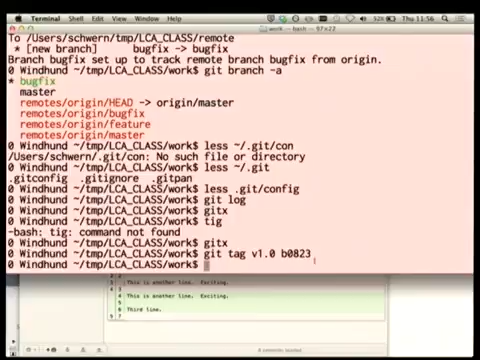 Terminal Shell Edit View Window Help
52% Thu 11:56
work — bash — 97×22
To /Users/schwern/tmp/LCA_CLASS/remote
* [new branch] bugfix -> bugfix
Branch bugfix set up to track remote branch bugfix from origin.
0 Windhund ~/tmp/LCA_CLASS/work$ git branch -a
* bugfix
master
remotes/origin/HEAD -> origin/master
remotes/origin/bugfix
remotes/origin/feature
remotes/origin/master
0 Windhund ~/tmp/LCA_CLASS/work$ less ~/.git/con
/Users/schwern/.git/con: No such file or directory
0 Windhund ~/tmp/LCA_CLASS/work$ less ~/.git
.gitconfig .gitignore .gitpan
0 Windhund ~/tmp/LCA_CLASS/work$ less .git/config
0 Windhund ~/tmp/LCA_CLASS/work$ git log
0 Windhund ~/tmp/LCA_CLASS/work$ gitx
0 Windhund ~/tmp/LCA_CLASS/work$ tig
-bash: tig: command not found
0 Windhund ~/tmp/LCA_CLASS/work$ gitx
0 Windhund ~/tmp/LCA_CLASS/work$ git tag v1.0 b0823
0 Windhund ~/tmp/LCA_CLASS/work$
This is another line. Exciting.
This is another line. Exciting.
Third line.
6 commits loaded